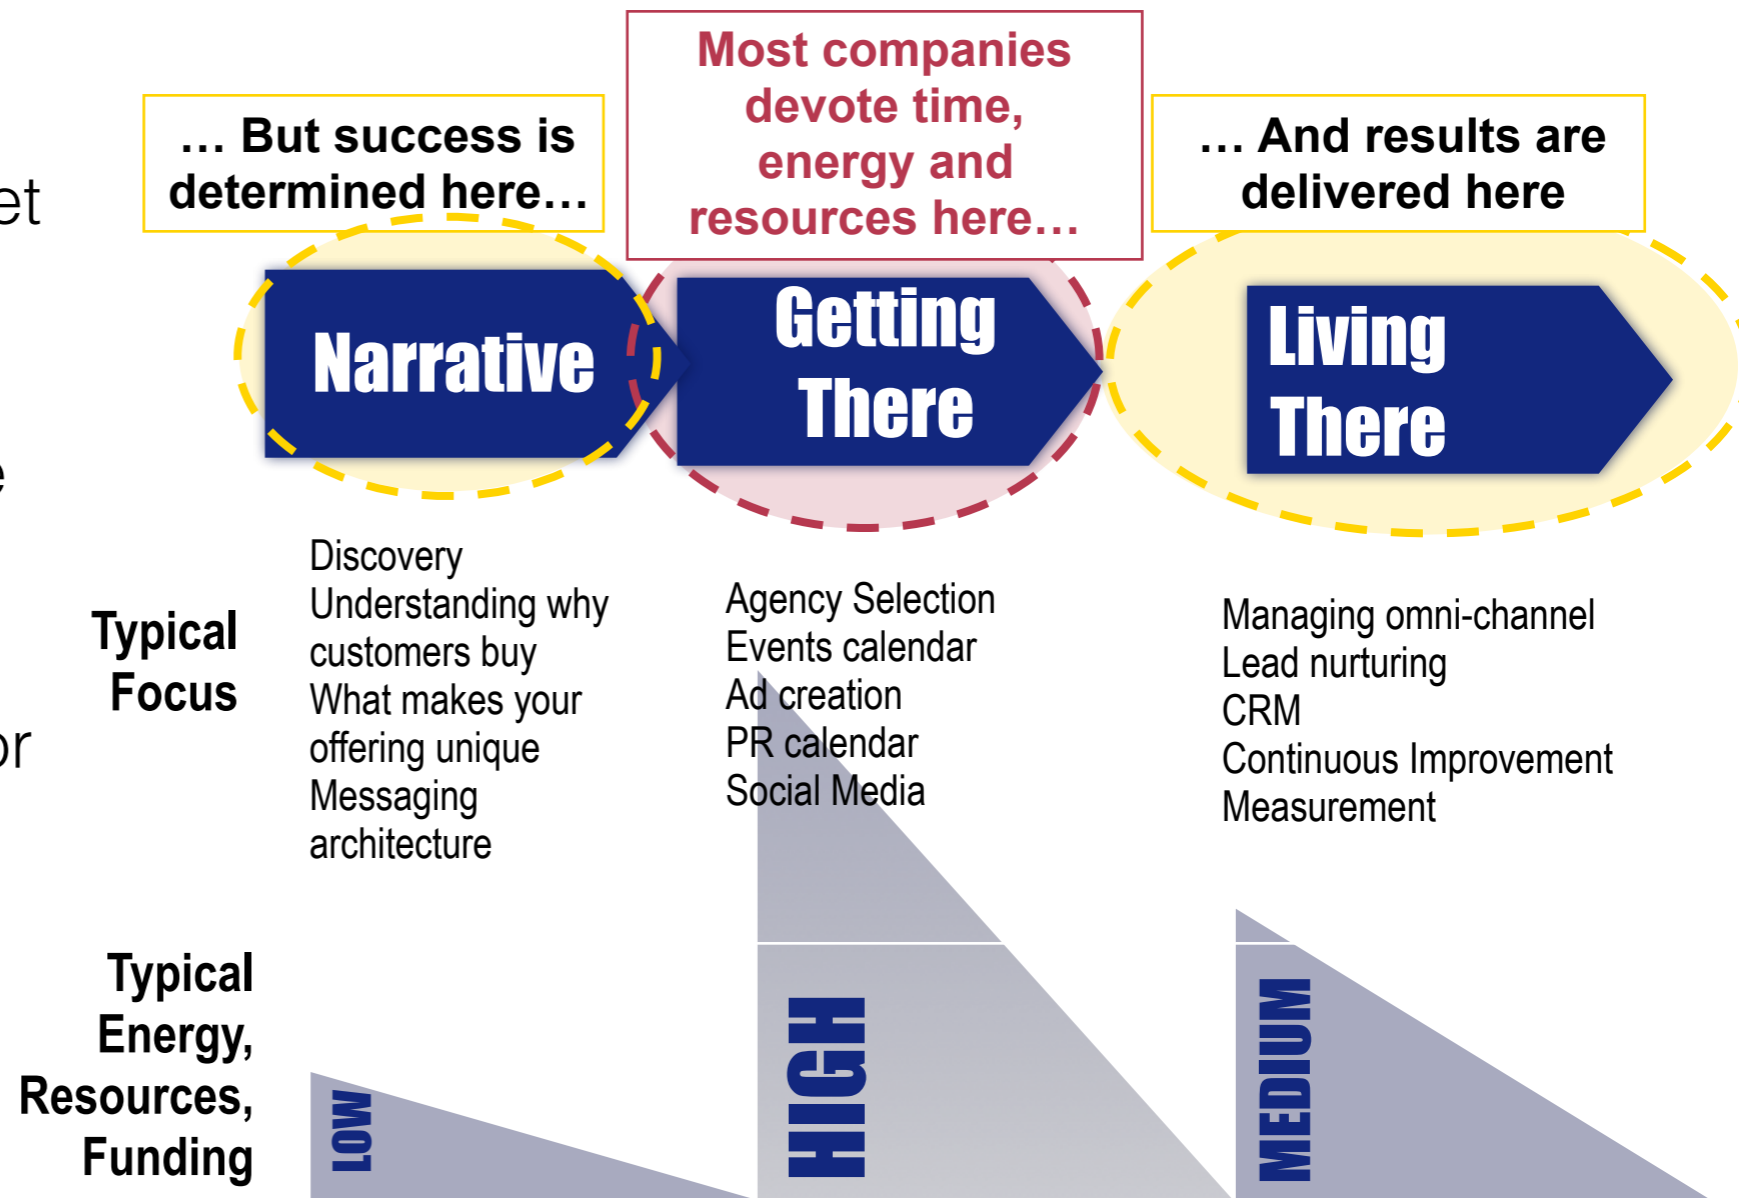 Most companies
devote time,
energy and
resources here…
… But success is
determined here…
… And results are
delivered here
et
e
or
Narrative
Getting
There
Living
There
Typical
Focus
Discovery
Understanding why
customers buy
What makes your
offering unique
Messaging
architecture
Agency Selection
Events calendar
Ad creation
PR calendar
Social Media
Managing omni-channel
Lead nurturing
CRM
Continuous Improvement
Measurement
Typical
Energy,
Resources,
Funding
LOW
HIGH
MEDIUM